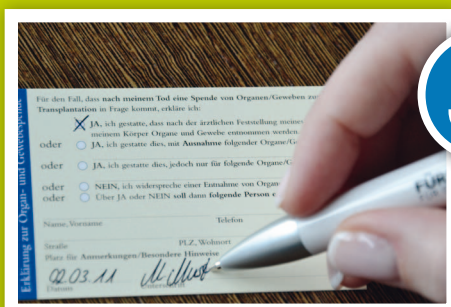 Erklärung zur Organ- und Gewebespende
Für den Fall, dass nach meinem Tod eine Spende von Organen/Geweben zur
Transplantation in Frage kommt, erkläre ich:
JA, ich gestatte, dass nach der ärztlichen Feststellung meines
meinem Körper Organe und Gewebe entnommen werden
oder JA, ich gestatte dies, mit Ausnahme folgender Organe/G
oder JA, ich gestatte dies, jedoch nur für folgende Organe/G
oder NEIN, ich widerspreche einer Entnahme von Organ
oder Über JA oder NEIN soll dann folgende Person e
Name, Vorname Telefon
Straße PLZ, Wohnort
Platz für Anmerkungen/Besondere Hinweise
02.03.11
Datum
FÜR